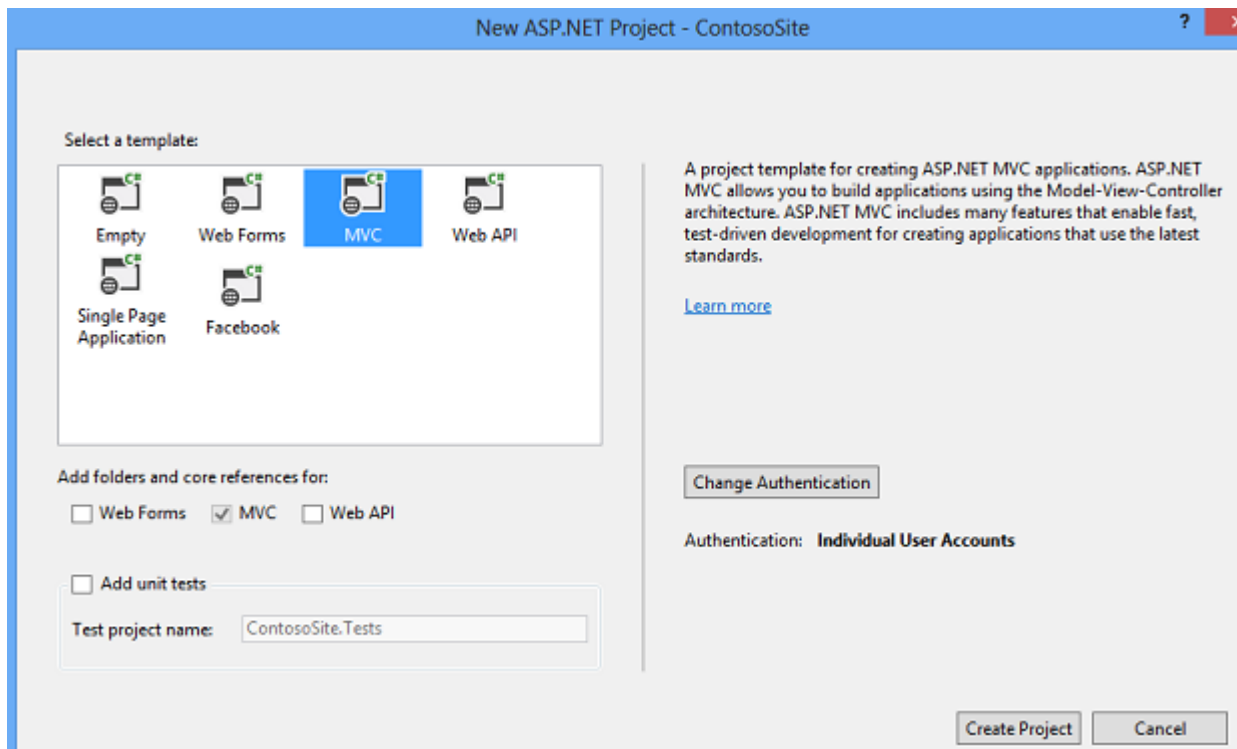 New ASP.NET Project - ContosoSite
?
Select a template:
C#
C#
C#
C#
Empty
Web Forms
MVC
Web API
C#
C#
Single Page
Application
Facebook
A project template for creating ASP.NET MVC applications. ASP.NET
MVC allows you to build applications using the Model-View-Controller
architecture. ASP.NET MVC includes many features that enable fast,
test-driven development for creating applications that use the latest
standards.
Learn more
Add folders and core references for:
Web Forms
MVC
Web API
Change Authentication
Authentication: Individual User Accounts
Add unit tests
Test project name: ContosoSite.Tests
Create Project
Cancel